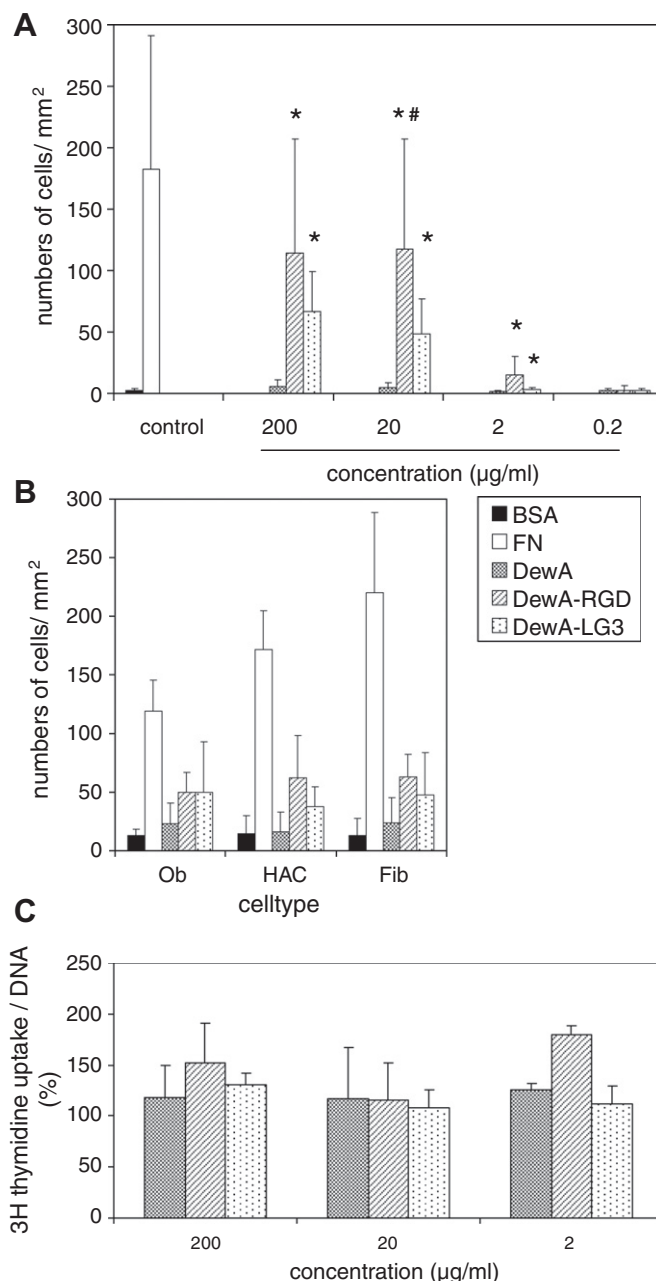 A
300
250
200
150
100
50
0
numbers of cells/ mm²
*
*
* #
*
*
*
control 200 20 2 0.2
concentration (µg/ml)
B
300
250
200
150
100
50
0
numbers of cells/ mm²
Ob HAC Fib
celltype
BSA
FN
DewA
DewA-RGD
DewA-LG3
C
250
200
150
100
50
0
3H thymidine uptake / DNA
(%)
200 20 2
concentration (µg/ml)